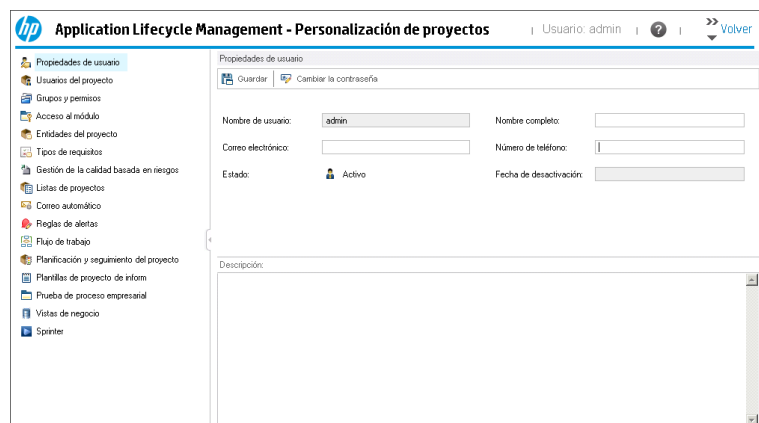 hp Application Lifecycle Management - Personalización de proyectos Usuario: admin ? Volver
Propiedades de usuario
Usuarios del proyecto
Grupos y permisos
Acceso al módulo
Entidades del proyecto
Tipos de requisitos
Gestión de la calidad basada en riesgos
Listas de proyectos
Correo automático
Reglas de alertas
Flujo de trabajo
Planificación y seguimiento del proyecto
Plantillas de proyecto de inform
Prueba de proceso empresarial
Vistas de negocio
Sprinter
Propiedades de usuario
Guardar Cambiar la contraseña
Nombre de usuario: admin Nombre completo:
Correo electrónico: Número de teléfono:
Estado: Activo Fecha de desactivación:
Descripción: